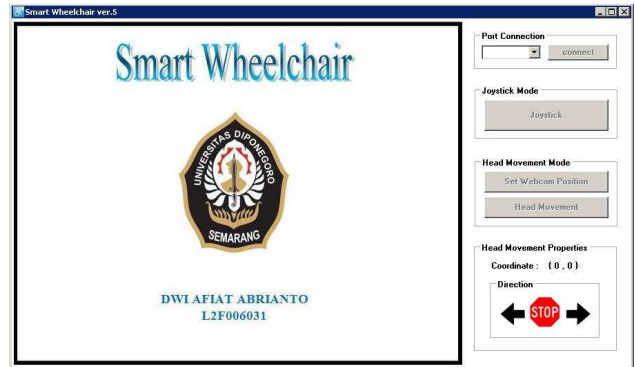 Smart Wheelchair ver.5
Smart Wheelchair
UNIVERSITAS DIPONEGORO
SEMARANG
DWI AFIAT ABRIANTO
L2F006031
Port Connection
connect
Joystick Mode
Joystick
Head Movement Mode
Set Webcam Position
Head Movement
Head Movement Properties
Coordinate : { 0 , 0 }
Direction
STOP